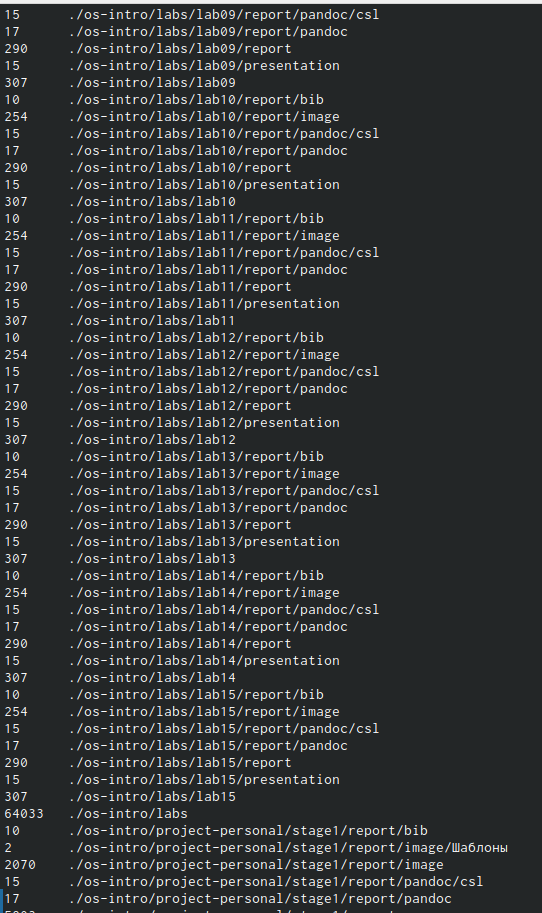 15 ./os-intro/labs/lab09/report/pandoc/csl
17 ./os-intro/labs/lab09/report/pandoc
290 ./os-intro/labs/lab09/report
15 ./os-intro/labs/lab09/presentation
307 ./os-intro/labs/lab09
10 ./os-intro/labs/lab10/report/bib
254 ./os-intro/labs/lab10/report/image
15 ./os-intro/labs/lab10/report/pandoc/csl
17 ./os-intro/labs/lab10/report/pandoc
290 ./os-intro/labs/lab10/report
15 ./os-intro/labs/lab10/presentation
307 ./os-intro/labs/lab10
10 ./os-intro/labs/lab11/report/bib
254 ./os-intro/labs/lab11/report/image
15 ./os-intro/labs/lab11/report/pandoc/csl
17 ./os-intro/labs/lab11/report/pandoc
290 ./os-intro/labs/lab11/report
15 ./os-intro/labs/lab11/presentation
307 ./os-intro/labs/lab11
10 ./os-intro/labs/lab12/report/bib
254 ./os-intro/labs/lab12/report/image
15 ./os-intro/labs/lab12/report/pandoc/csl
17 ./os-intro/labs/lab12/report/pandoc
290 ./os-intro/labs/lab12/report
15 ./os-intro/labs/lab12/presentation
307 ./os-intro/labs/lab12
10 ./os-intro/labs/lab13/report/bib
254 ./os-intro/labs/lab13/report/image
15 ./os-intro/labs/lab13/report/pandoc/csl
17 ./os-intro/labs/lab13/report/pandoc
290 ./os-intro/labs/lab13/report
15 ./os-intro/labs/lab13/presentation
307 ./os-intro/labs/lab13
10 ./os-intro/labs/lab14/report/bib
254 ./os-intro/labs/lab14/report/image
15 ./os-intro/labs/lab14/report/pandoc/csl
17 ./os-intro/labs/lab14/report/pandoc
290 ./os-intro/labs/lab14/report
15 ./os-intro/labs/lab14/presentation
307 ./os-intro/labs/lab14
10 ./os-intro/labs/lab15/report/bib
254 ./os-intro/labs/lab15/report/image
15 ./os-intro/labs/lab15/report/pandoc/csl
17 ./os-intro/labs/lab15/report/pandoc
290 ./os-intro/labs/lab15/report
15 ./os-intro/labs/lab15/presentation
307 ./os-intro/labs/lab15
64033 ./os-intro/labs
10 ./os-intro/project-personal/stage1/report/bib
2 ./os-intro/project-personal/stage1/report/image/Шаблоны
2070 ./os-intro/project-personal/stage1/report/image
15 ./os-intro/project-personal/stage1/report/pandoc/csl
17 ./os-intro/project-personal/stage1/report/pandoc